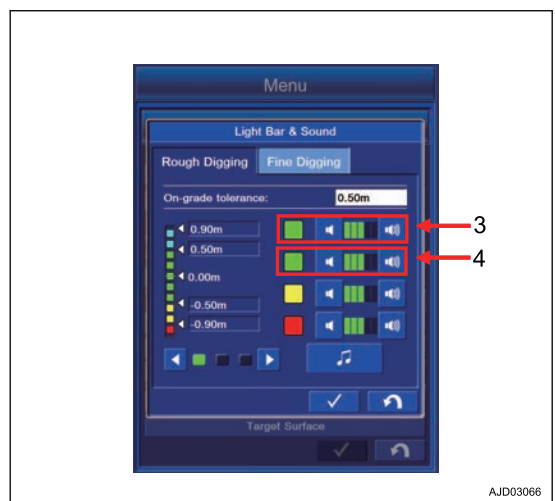 Menu
Light Bar & Sound
Rough Digging Fine Digging
On-grade tolerance: 0.50m
0.90m
3
0.50m
4
0.00m
-0.50m
-0.90m
Target Surface
AJD03066